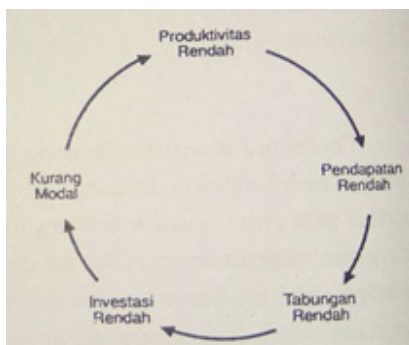 Produktivitas
Rendah
Pendapatan
Rendah
Tabungan
Rendah
Investasi
Rendah
Kurang
Modal